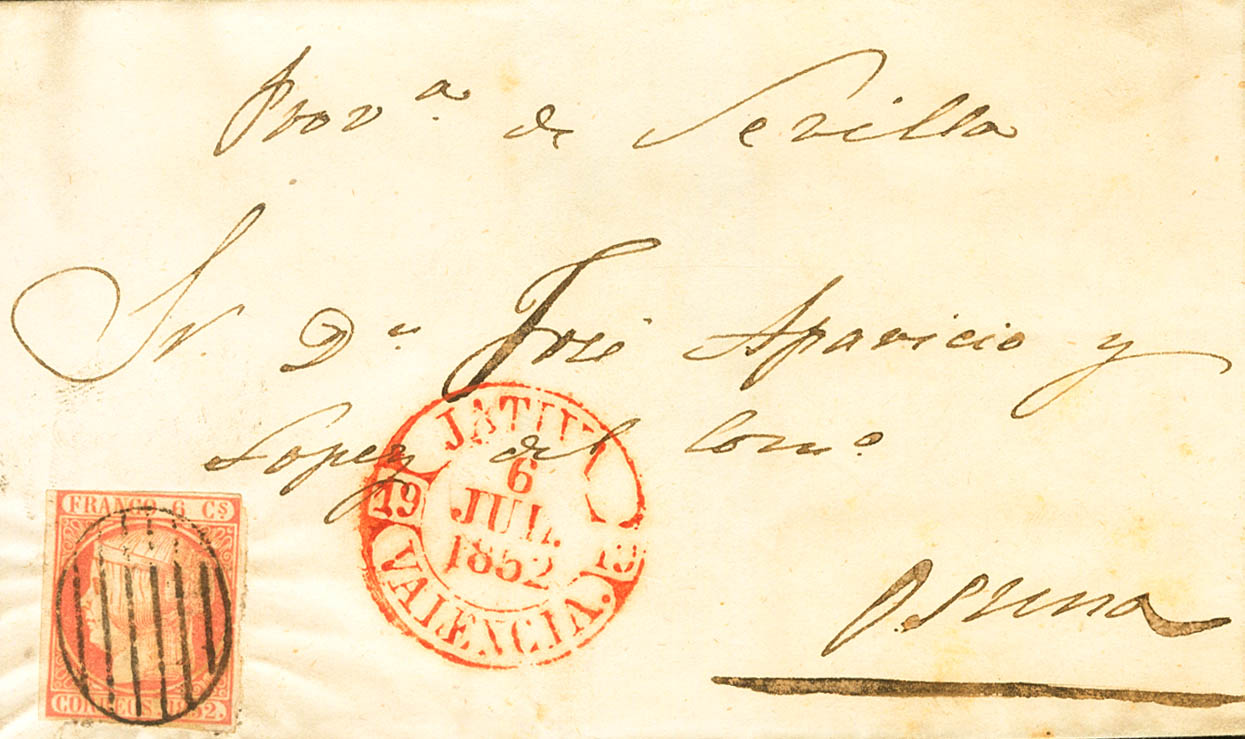 Prov.ª de Sevilla
Sr. D.n José Aparicio y
Lopez del Como
Osuna
JATIVA
6
JUL.
1852
19
VALENCIA.
FRANCO 6 Cs
CORREOS. 1852.